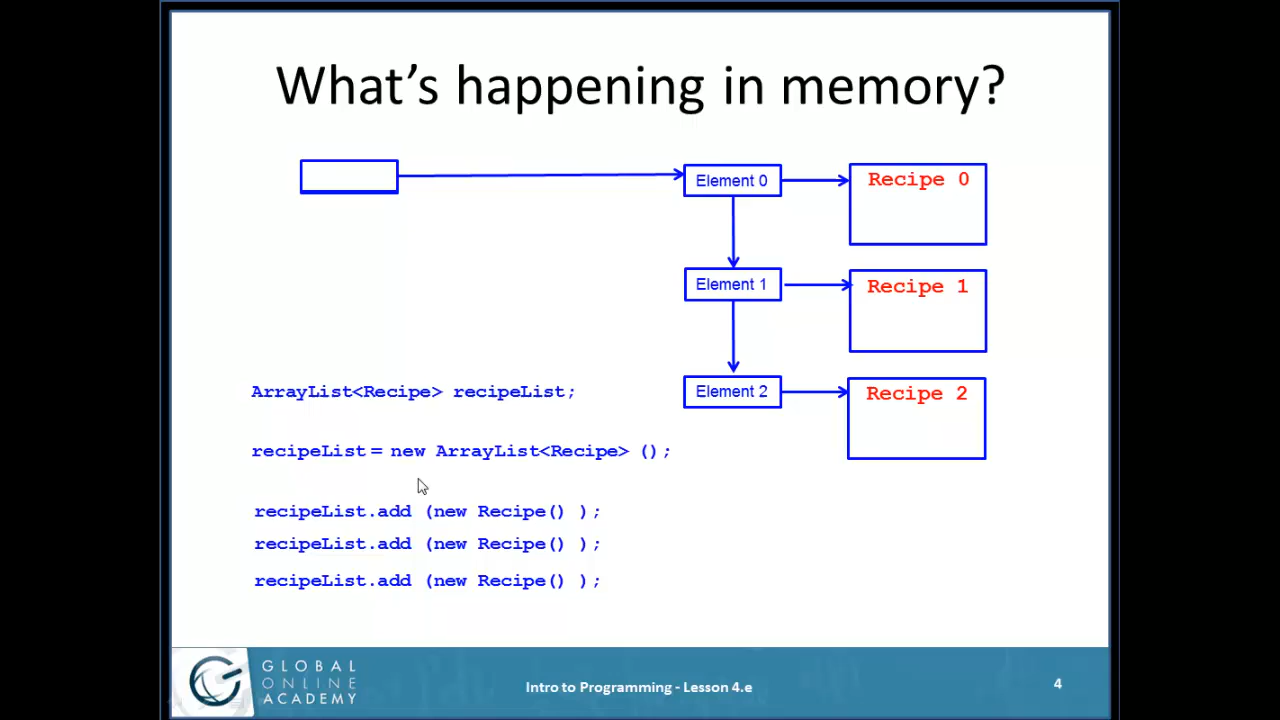 What's happening in memory?
Element 0
Recipe 0
Element 1
Recipe 1
ArrayList<Recipe> recipeList;
Element 2
Recipe 2
recipeList = new ArrayList<Recipe> ();
recipeList.add (new Recipe() );
recipeList.add (new Recipe() );
recipeList.add (new Recipe() );
GLOBAL
ONLINE
ACADEMY
Intro to Programming - Lesson 4.e
4